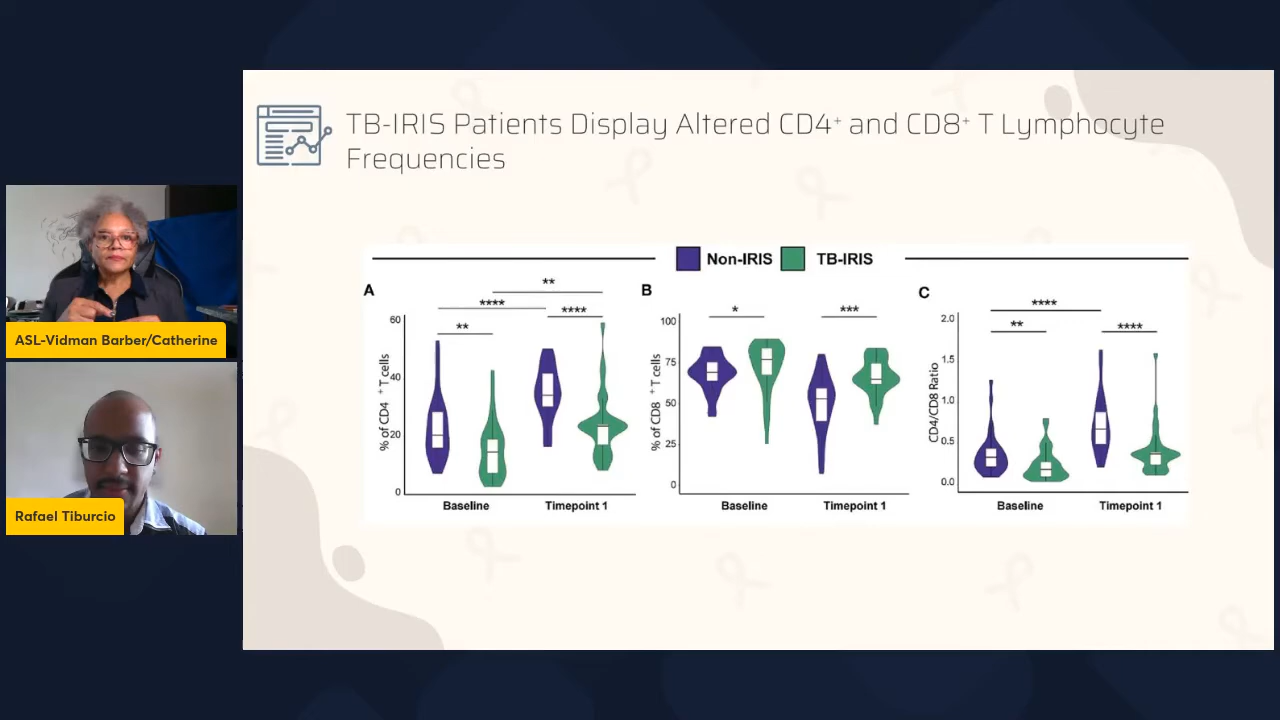 TB-IRIS Patients Display Altered CD4⁺ and CD8⁺ T Lymphocyte
Frequencies
Non-IRIS
TB-IRIS
A
% of CD4 ⁺ T cells
60
40
20
0
**
****
**
****
Baseline
Timepoint 1
B
% of CD8 ⁺ T cells
100
75
50
25
0
*
***
Baseline
Timepoint 1
C
CD4/CD8 Ratio
2.0
1.5
1.0
0.5
0.0
****
**
****
Baseline
Timepoint 1
ASL-Vidman Barber/Catherine
Rafael Tiburcio